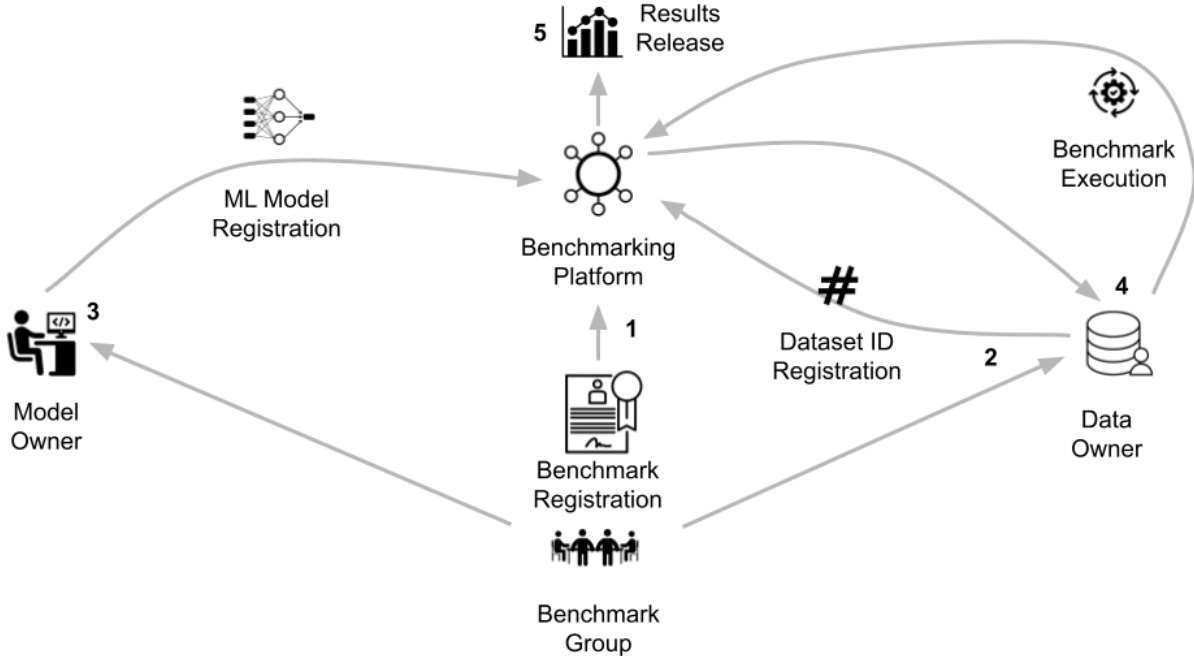 5
Results
Release
Benchmark
Execution
ML Model
Registration
Benchmarking
Platform
4
3
1
#
Dataset ID
Registration
2
</>
Model
Owner
Data
Owner
Benchmark
Registration
Benchmark
Group